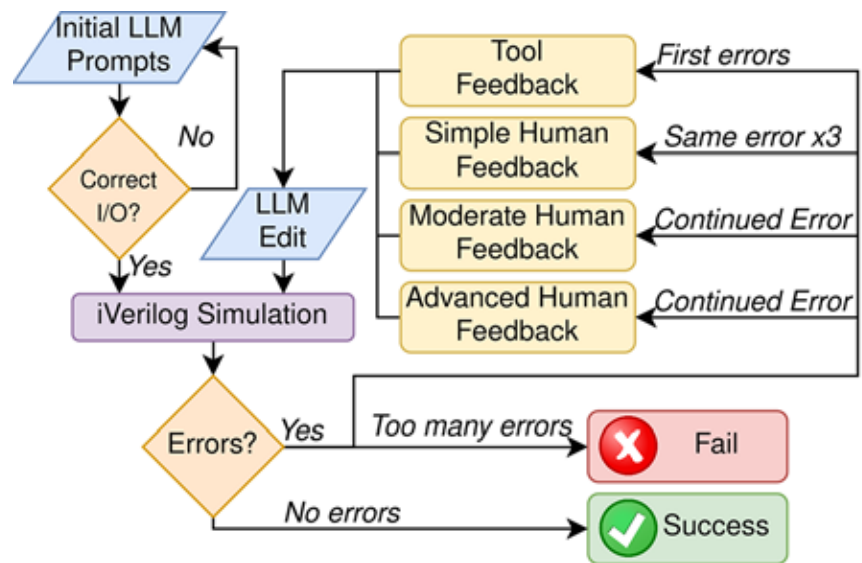 Initial LLM
Prompts
No
Correct
I/O?
Yes
LLM
Edit
iVerilog Simulation
Tool
Feedback
First errors
Simple Human
Feedback
Same error x3
Moderate Human
Feedback
Continued Error
Advanced Human
Feedback
Continued Error
Errors?
Yes
Too many errors
Fail
No errors
Success